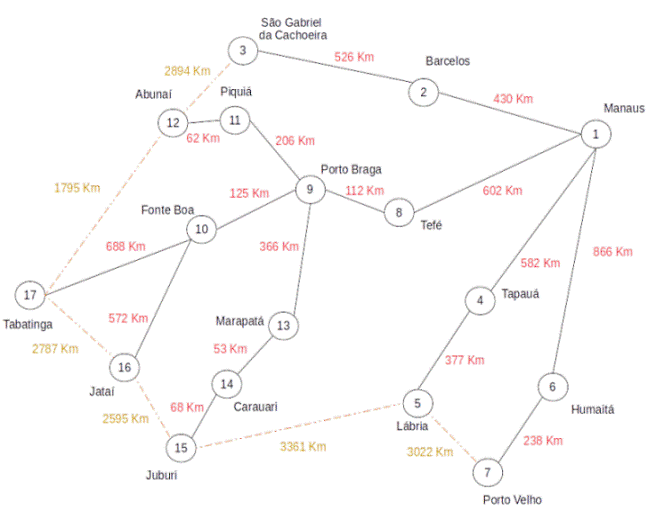 São Gabriel
da Cachoeira
3
526 Km
Barcelos
2
2894 Km
430 Km
Manaus
1
Abunaí
12
Piquiá
11
62 Km
206 Km
Porto Braga
9
112 Km
8
Tefé
602 Km
1795 Km
125 Km
Fonte Boa
10
688 Km
366 Km
866 Km
582 Km
17
Tabatinga
572 Km
Marapatá
13
4
Tapauá
2787 Km
53 Km
377 Km
16
Jataí
14
Carauari
68 Km
5
Lábria
6
Humaitá
2595 Km
15
Juburi
3361 Km
3022 Km
238 Km
7
Porto Velho